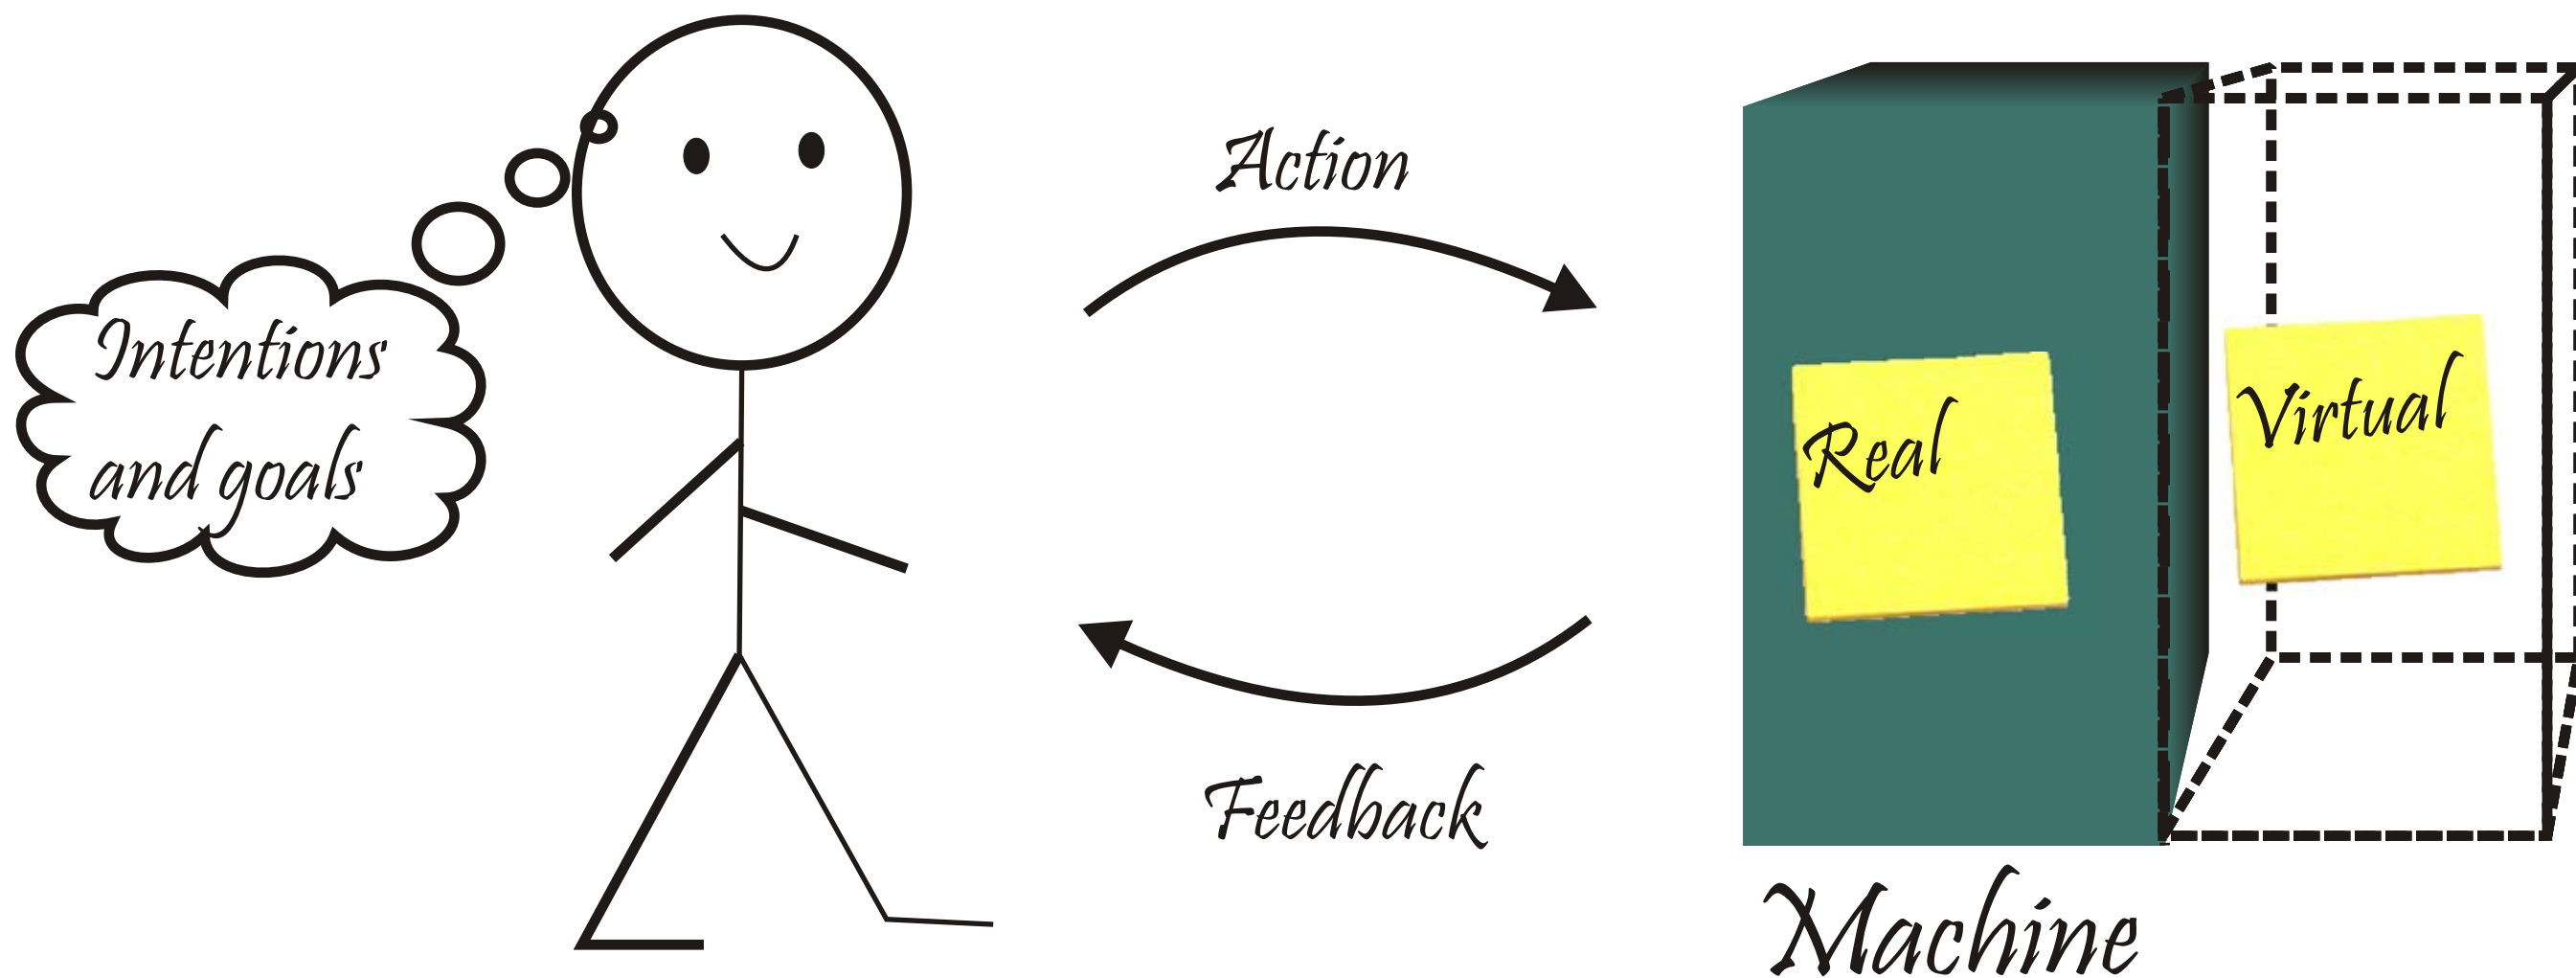 Intentions
and goals
Action
Feedback
Real
Virtual
Machine